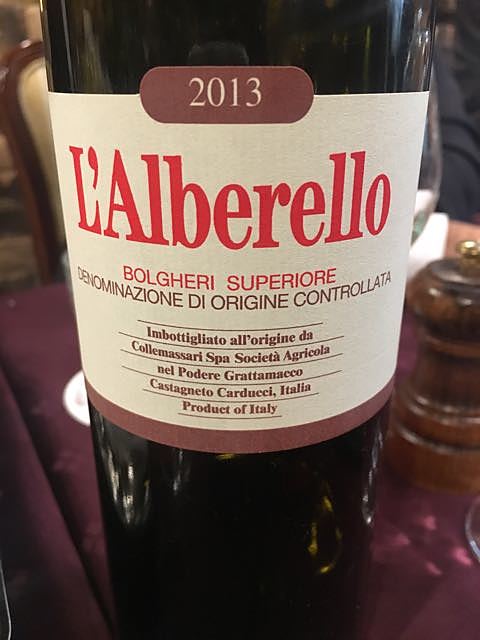 2013
L'Alberello
BOLGHERI SUPERIORE
DENOMINAZIONE DI ORIGINE CONTROLLATA
Imbottigliato all'origine da
Collemassari Spa Società Agricola
nel Podere Grattamacco
Castagneto Carducci, Italia
Product of Italy